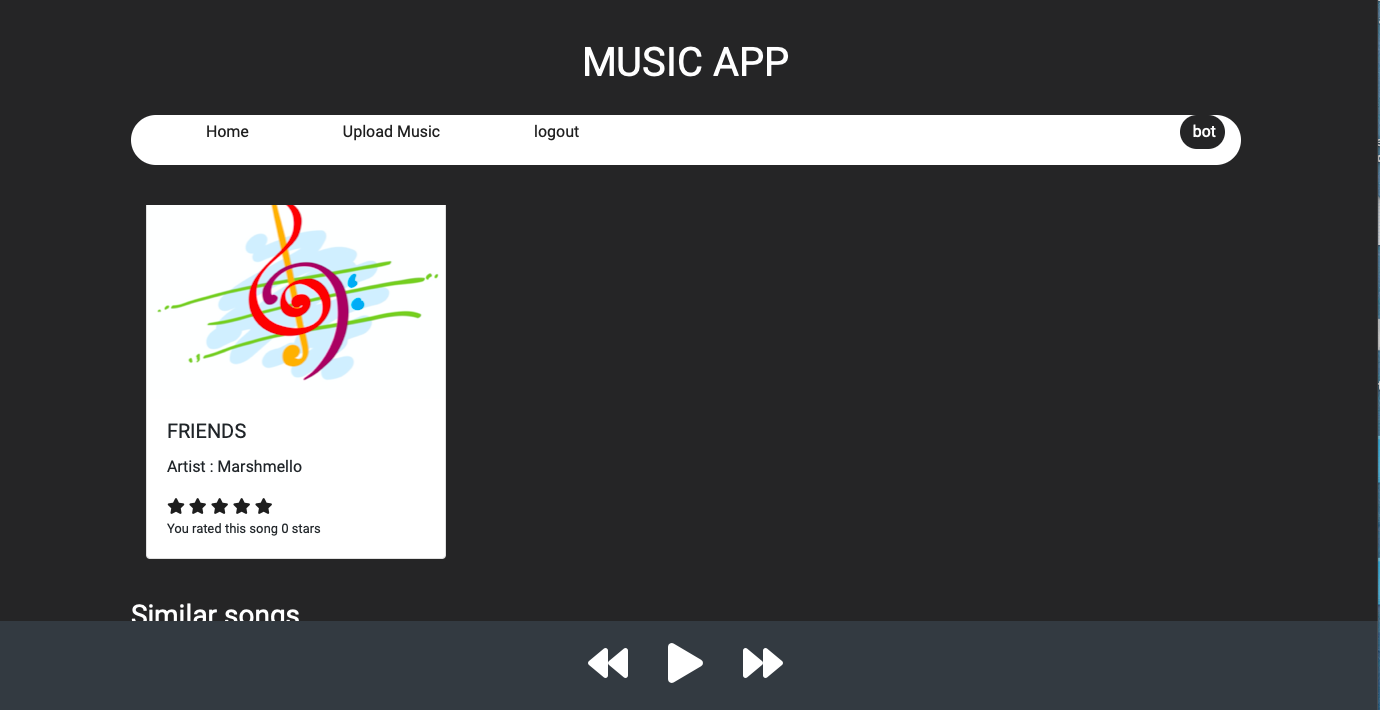 MUSIC APP
Home Upload Music logout bot
FRIENDS
Artist : Marshmello
You rated this song 0 stars
Similar songs